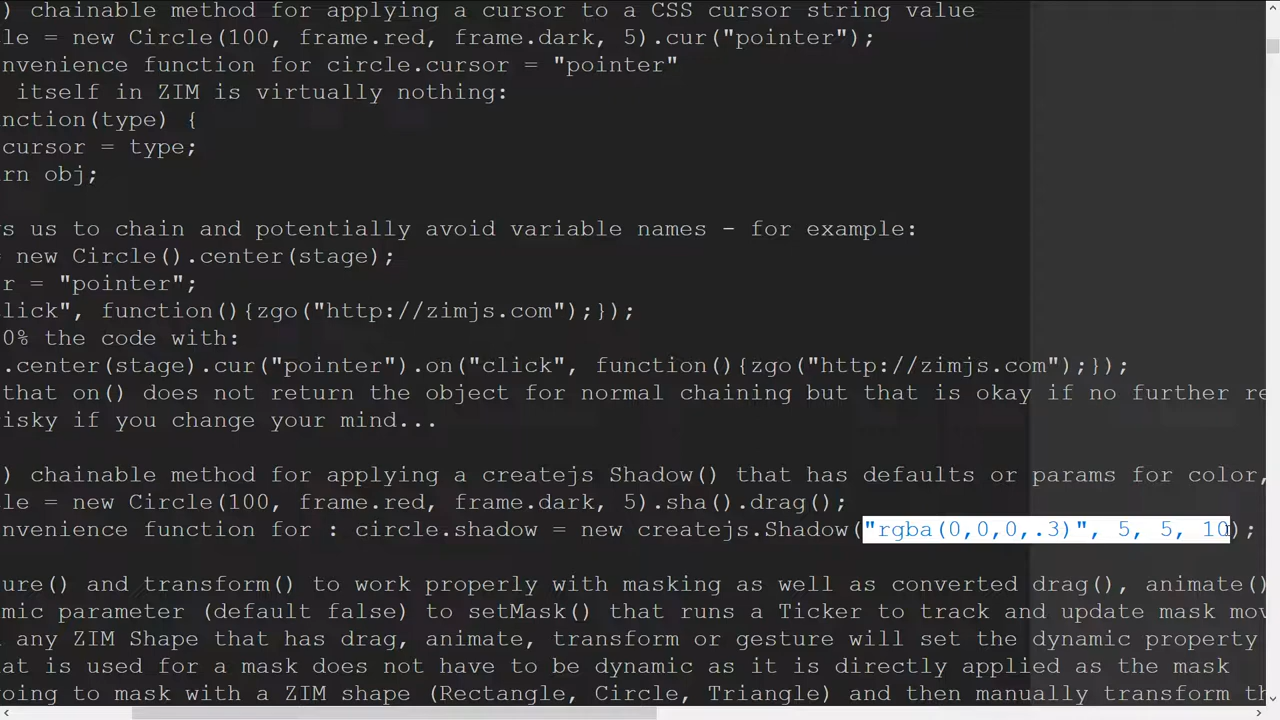 ) chainable method for applying a cursor to a CSS cursor string value
le = new Circle(100, frame.red, frame.dark, 5).cur("pointer");
nvenience function for circle.cursor = "pointer"
itself in ZIM is virtually nothing:
nction(type) {
cursor = type;
rn obj;
s us to chain and potentially avoid variable names - for example:
= new Circle().center(stage);
r = "pointer";
lick", function(){zgo("http://zimjs.com");});
0% the code with:
.center(stage).cur("pointer").on("click", function(){zgo("http://zimjs.com");});
that on() does not return the object for normal chaining but that is okay if no further re
isky if you change your mind...
) chainable method for applying a createjs Shadow() that has defaults or params for color,
le = new Circle(100, frame.red, frame.dark, 5).sha().drag();
nvenience function for : circle.shadow = new createjs.Shadow("rgba(0,0,0,.3)", 5, 5, 10);
ure() and transform() to work properly with masking as well as converted drag(), animate()
mic parameter (default false) to setMask() that runs a Ticker to track and update mask mov
any ZIM Shape that has drag, animate, transform or gesture will set the dynamic property
at is used for a mask does not have to be dynamic as it is directly applied as the mask
oing to mask with a ZIM shape (Rectangle, Circle, Triangle) and then manually transform th